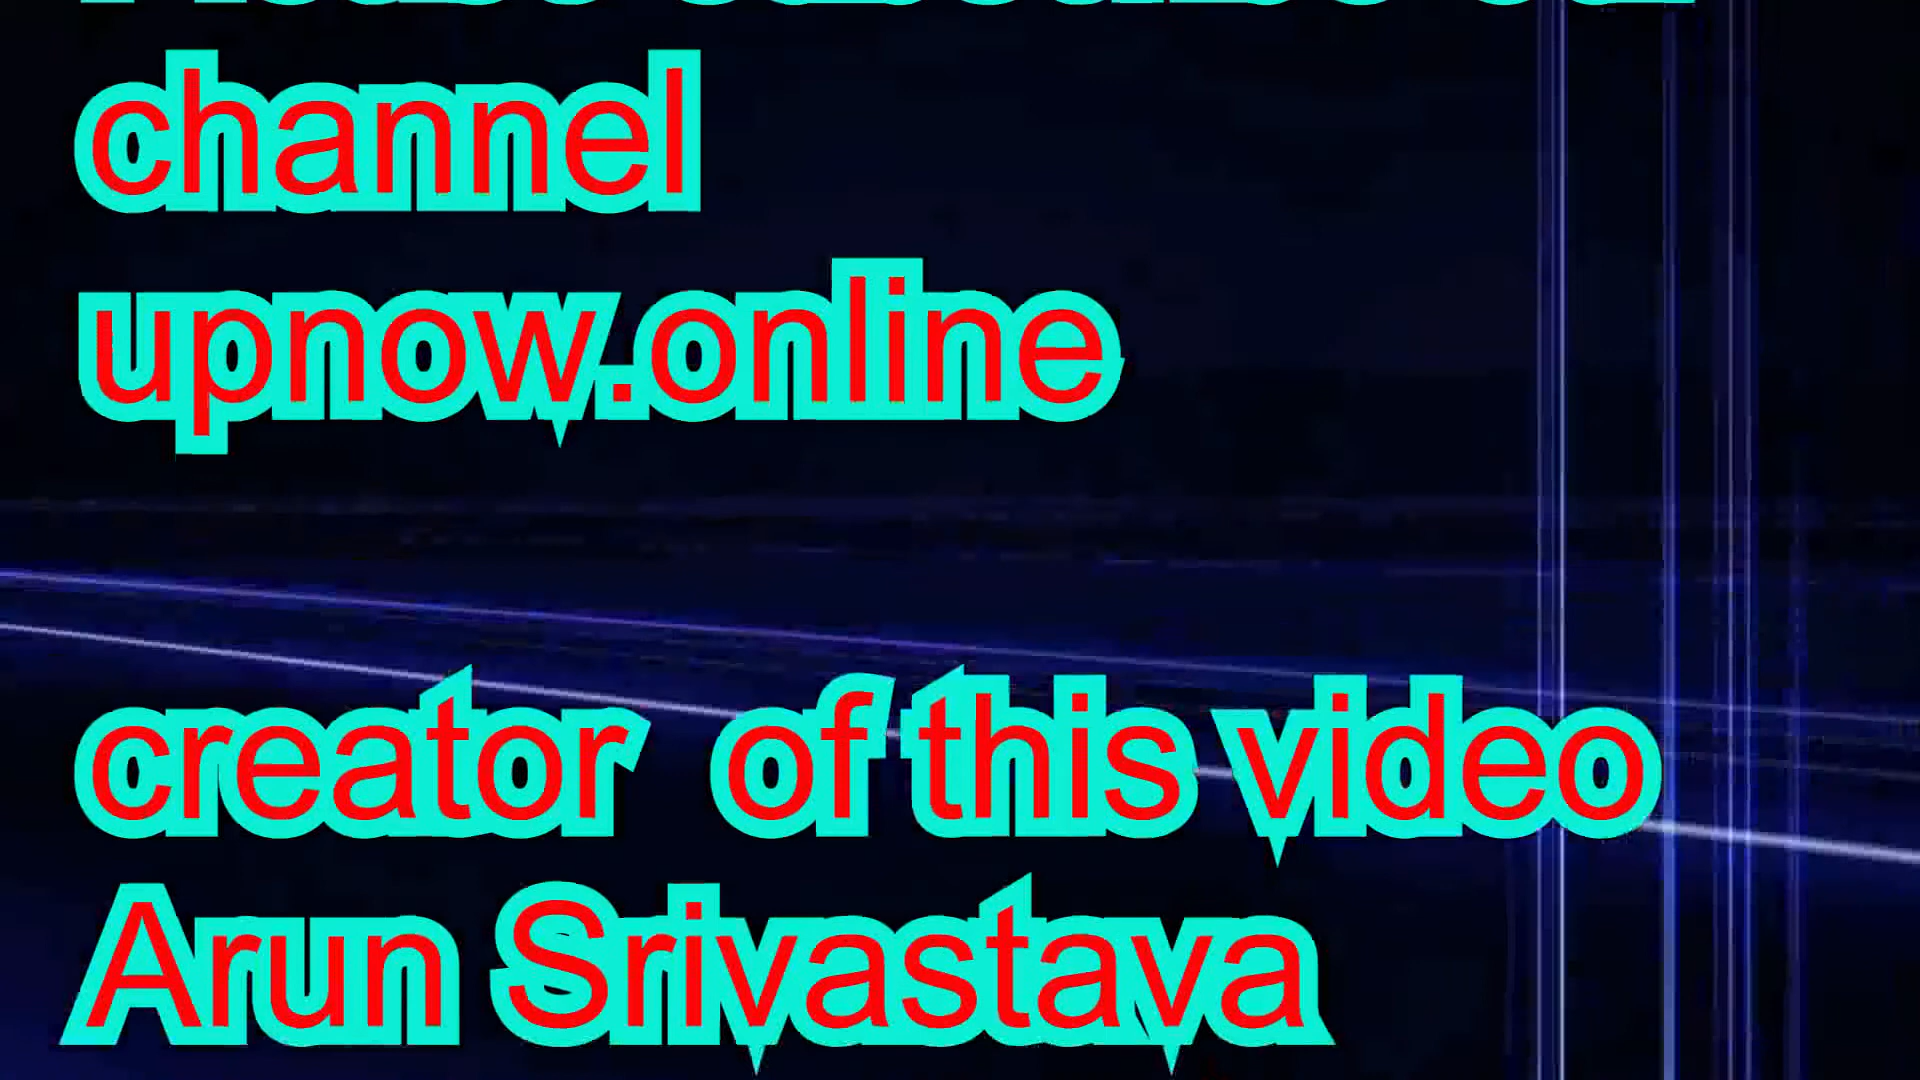 channel
upnow.online
creator  of this video
Arun Srivastava